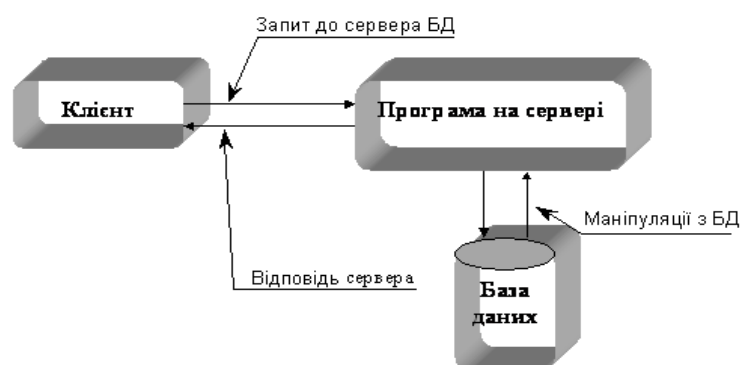 Запит до сервера БД
Клієнт
Програма на сервері
Маніпуляції з БД
Відповідь сервера
База
даних